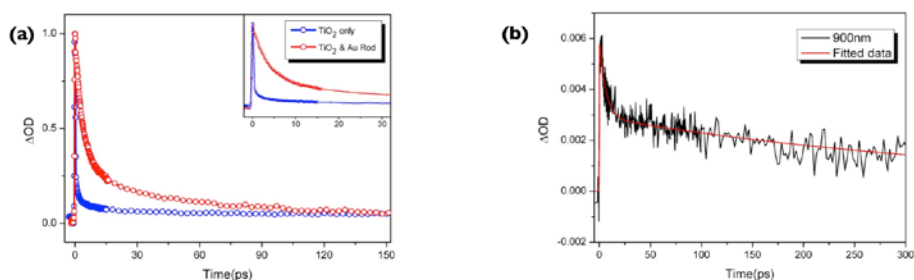 (a)
1.0
0.5
0.0
ΔOD
0 30 60 90 120 150
Time(ps)
TiO2 only
TiO2 & Au Rod
0 10 20 30
(b)
0.006
0.004
0.002
0.000
-0.002
ΔOD
0 50 100 150 200 250 300
Time(ps)
900nm
Fitted data